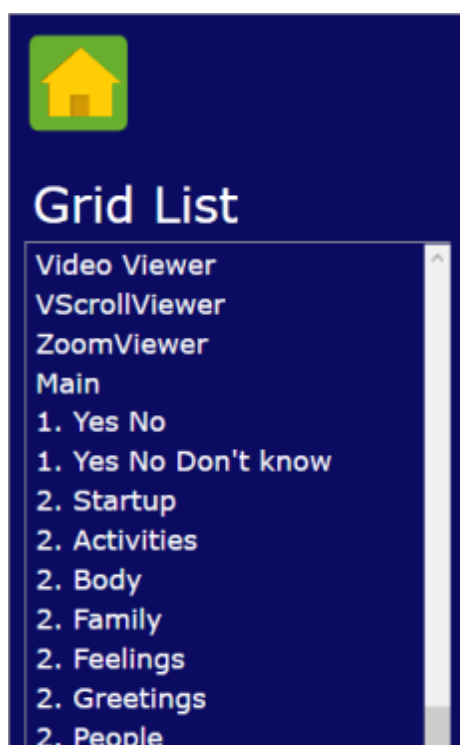 Grid List
Video Viewer
VScrollViewer
ZoomViewer
Main
1. Yes No
1. Yes No Don't know
2. Startup
2. Activities
2. Body
2. Family
2. Feelings
2. Greetings
2. People